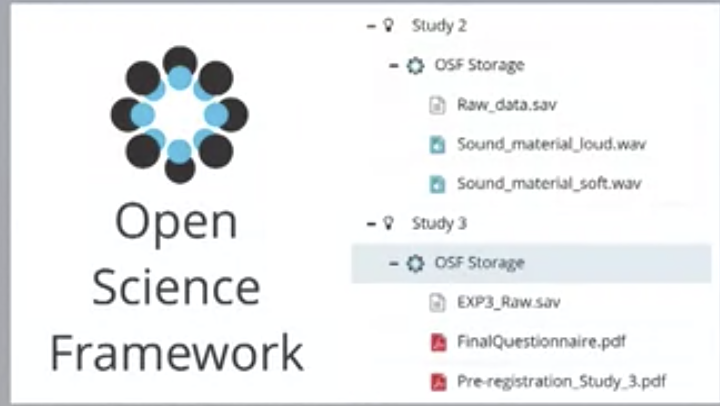 Open
Science
Framework
Study 2
OSF Storage
Raw_data.sav
Sound_material_loud.wav
Sound_material_soft.wav
Study 3
OSF Storage
EXP3_Raw.sav
FinalQuestionnaire.pdf
Pre-registration_Study_3.pdf